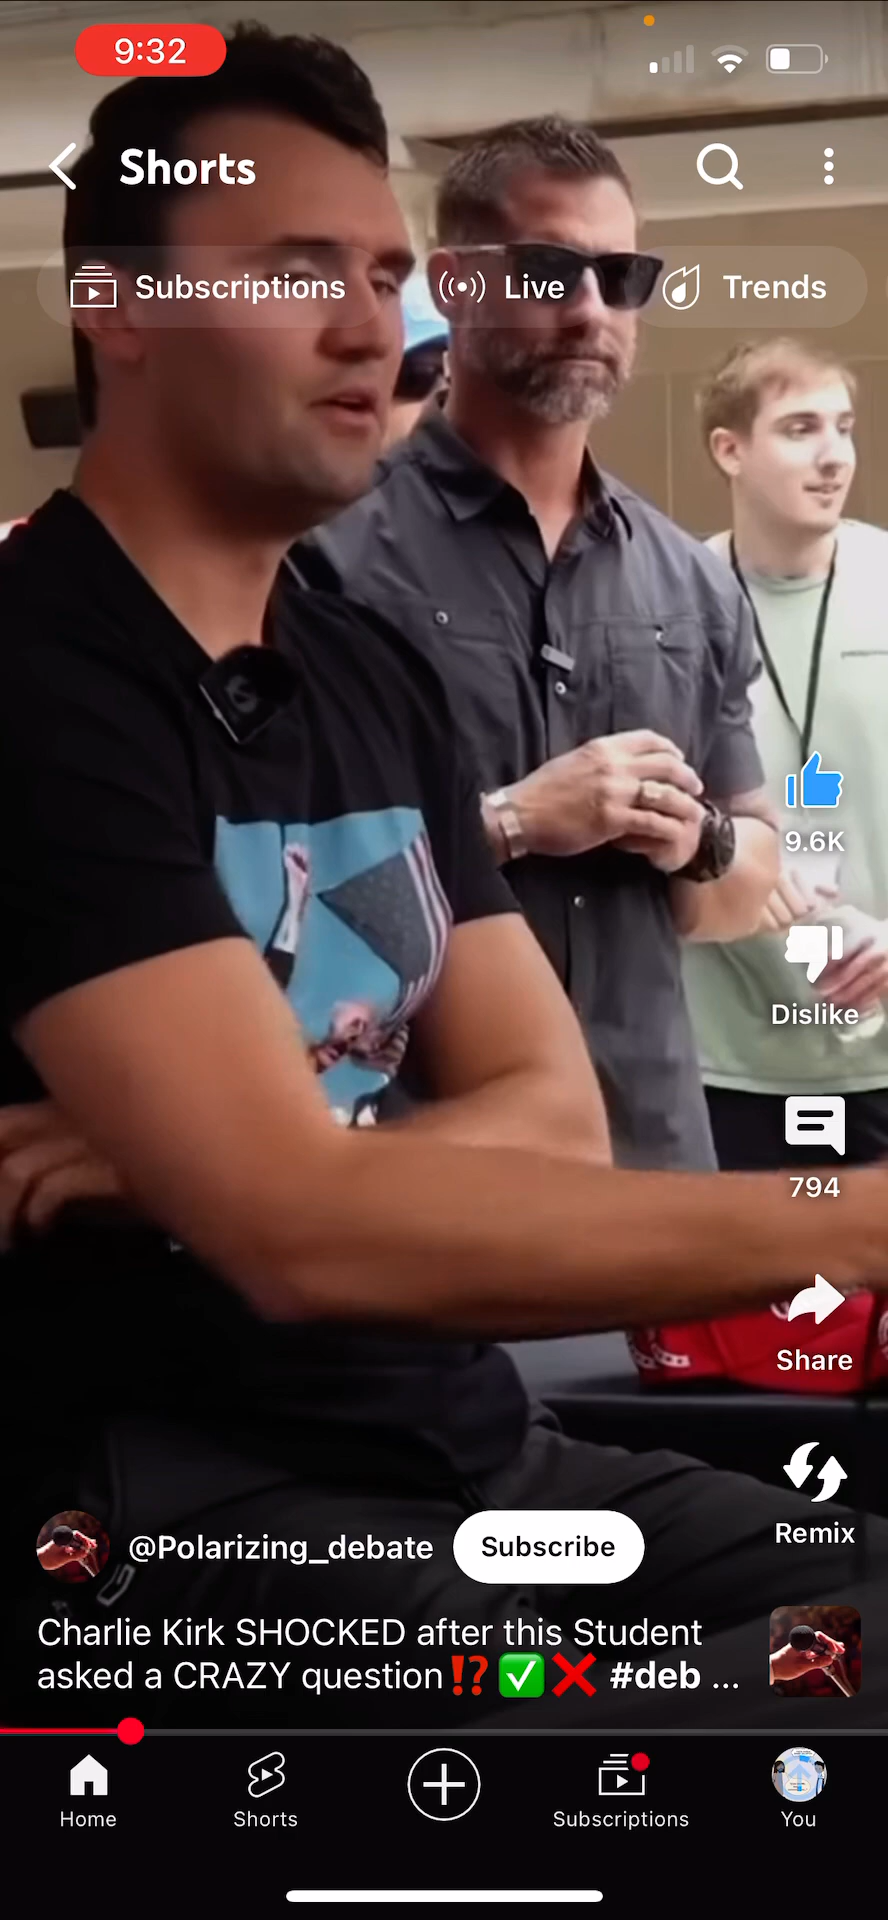 9:32
Shorts
Subscriptions
Live
Trends
9.6K
Dislike
794
Share
Remix
@Polarizing_debate
Subscribe
Charlie Kirk SHOCKED after this Student
asked a CRAZY question⁉️✅❌ #deb ...
Home
Shorts
Subscriptions
You